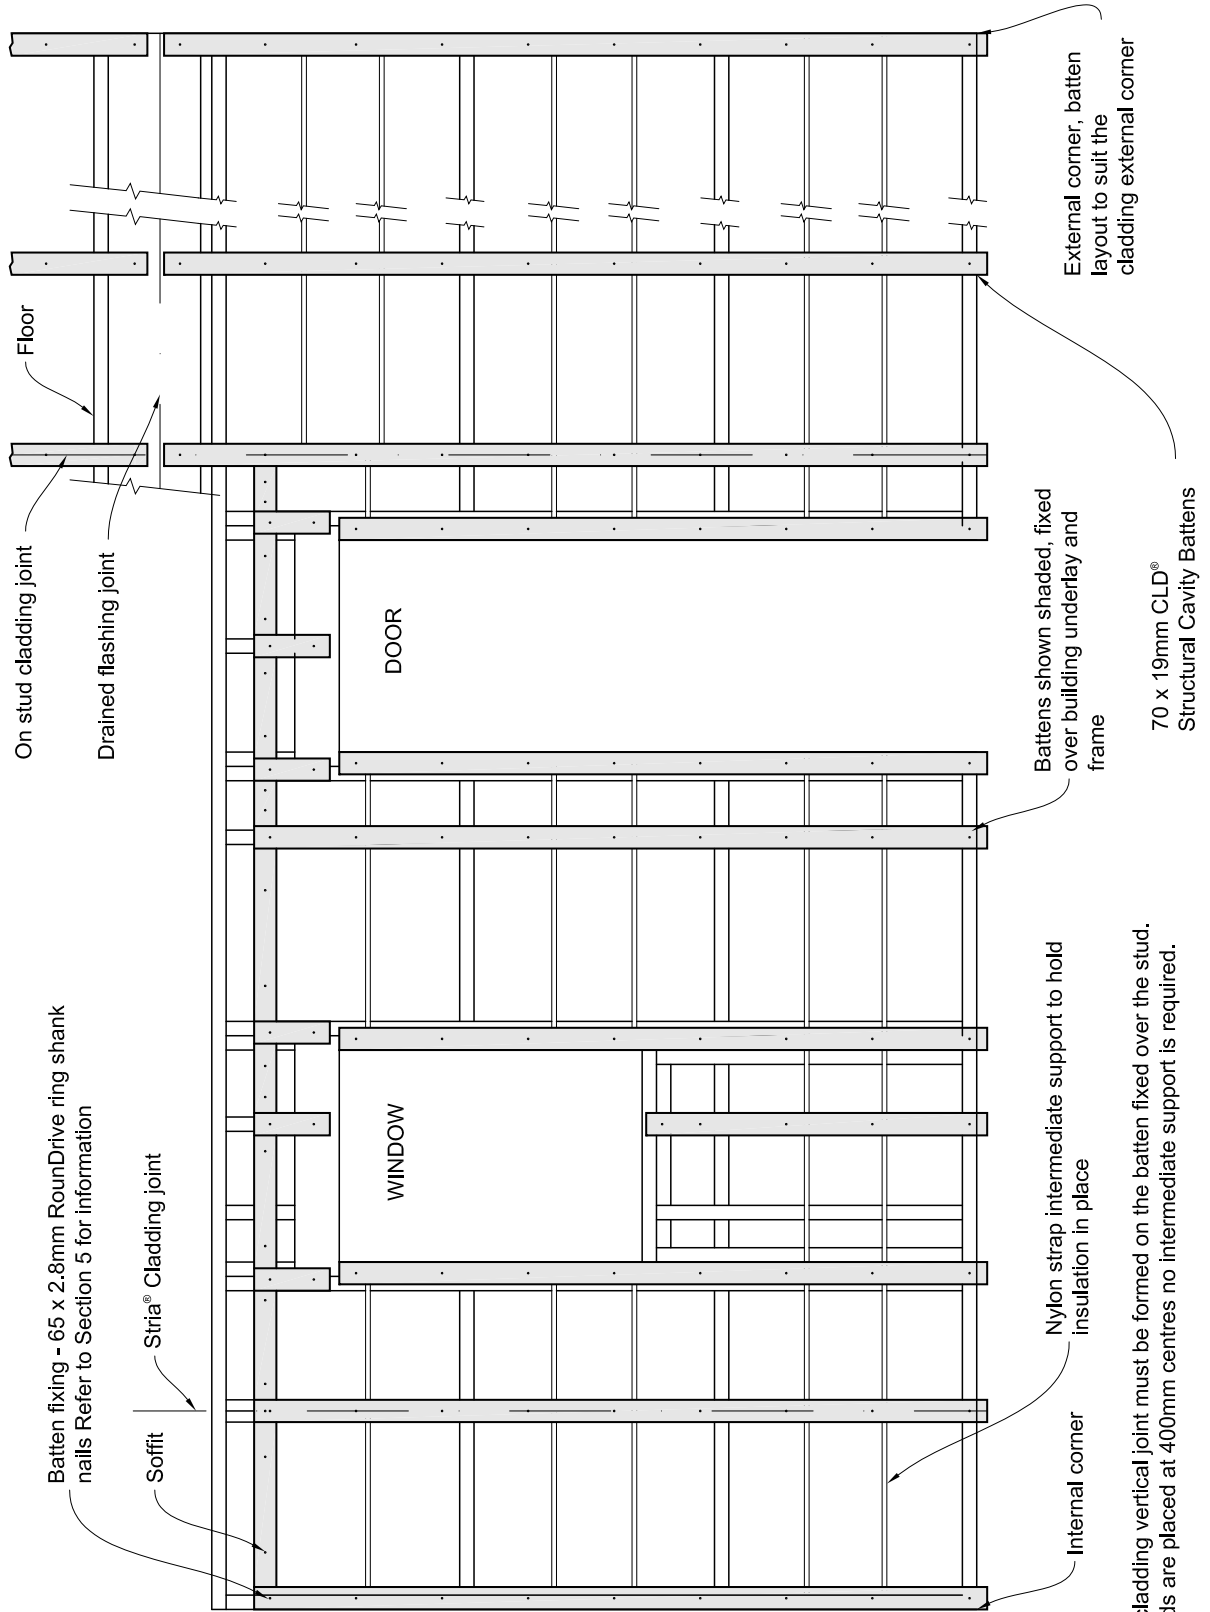 On stud cladding joint
Floor
Drained flashing joint
Batten fixing - 65 x 2.8mm RounDrive ring shank
nails Refer to Section 5 for information
Stria® Cladding joint
Soffit
WINDOW
DOOR
Internal corner
Nylon strap intermediate support to hold
insulation in place
Battens shown shaded, fixed
over building underlay and
frame
External corner, batten
layout to suit the
cladding external corner
70 x 19mm CLD®
Structural Cavity Battens
cladding vertical joint must be formed on the batten fixed over the stud.
are placed at 400mm centres no intermediate support is required.